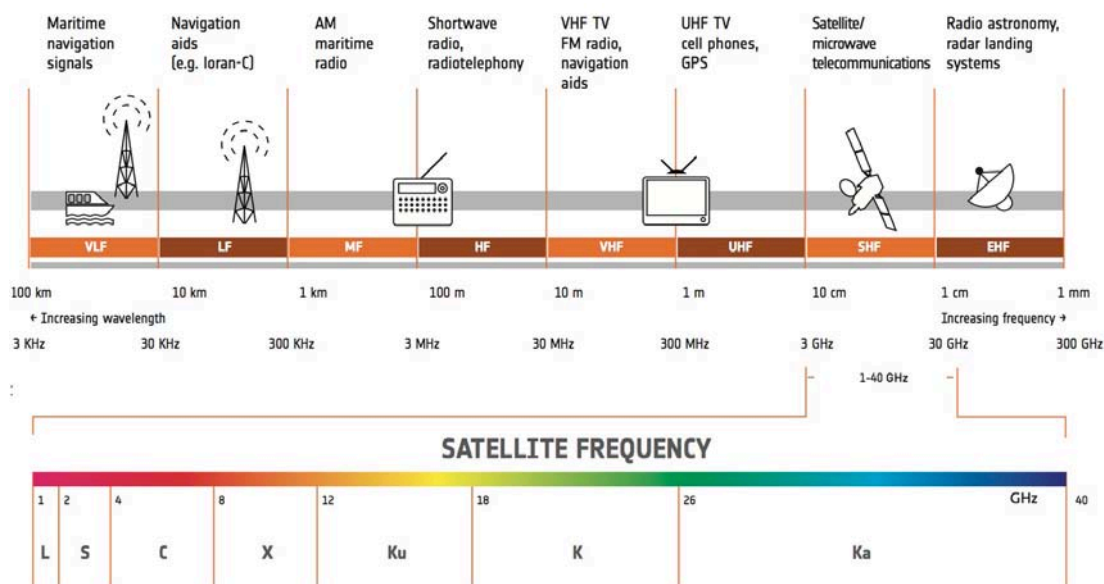 Maritime
navigation
signals
Navigation
aids
(e.g. loran-C)
AM
maritime
radio
Shortwave
radio,
radiotelephony
VHF TV
FM radio,
navigation
aids
UHF TV
cell phones,
GPS
Satellite/
microwave
telecommunications
Radio astronomy,
radar landing
systems
VLF LF MF HF VHF UHF SHF EHF
100 km 10 km 1 km 100 m 10 m 1 m 10 cm 1 cm 1 mm
← Increasing wavelength Increasing frequency →
3 KHz 30 KHz 300 KHz 3 MHz 30 MHz 300 MHz 3 GHz 30 GHz 300 GHz
1-40 GHz
:
SATELLITE FREQUENCY
1 2 4 8 12 18 26 GHz 40
L S C X Ku K Ka